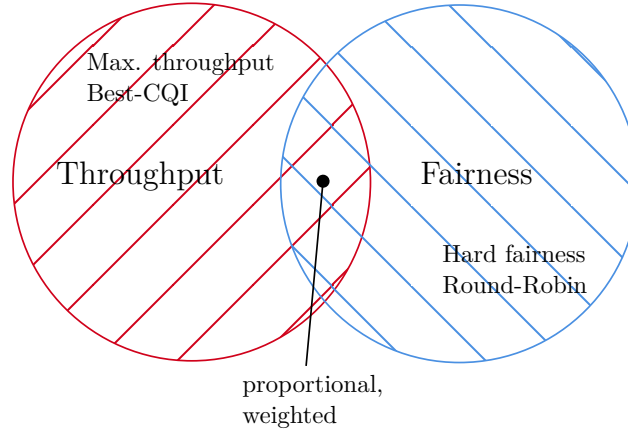 Max. throughput
Best-CQI
Throughput
Fairness
Hard fairness
Round-Robin
proportional,
weighted